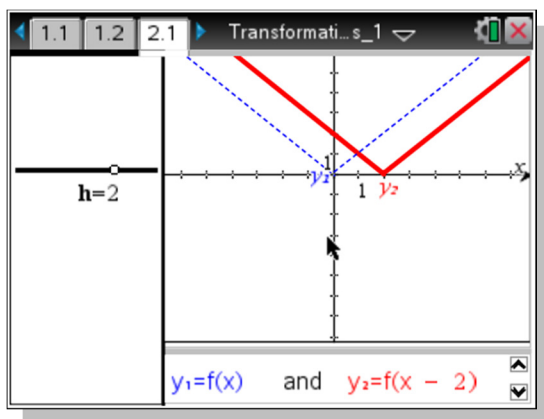 1.1 1.2 2.1 Transformati...s_1
1 x
y₁ 1 y₂
h=2
y₁=f(x) and y₂=f(x - 2)